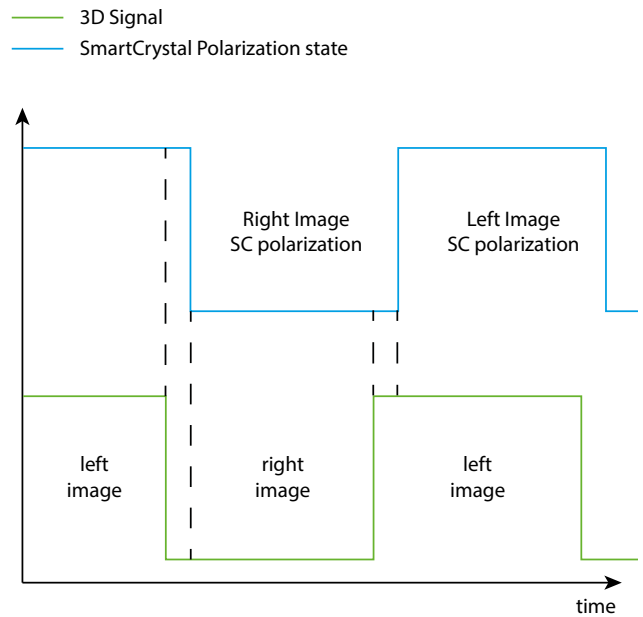 3D Signal
SmartCrystal Polarization state
Right Image
SC polarization
Left Image
SC polarization
left
image
right
image
left
image
time